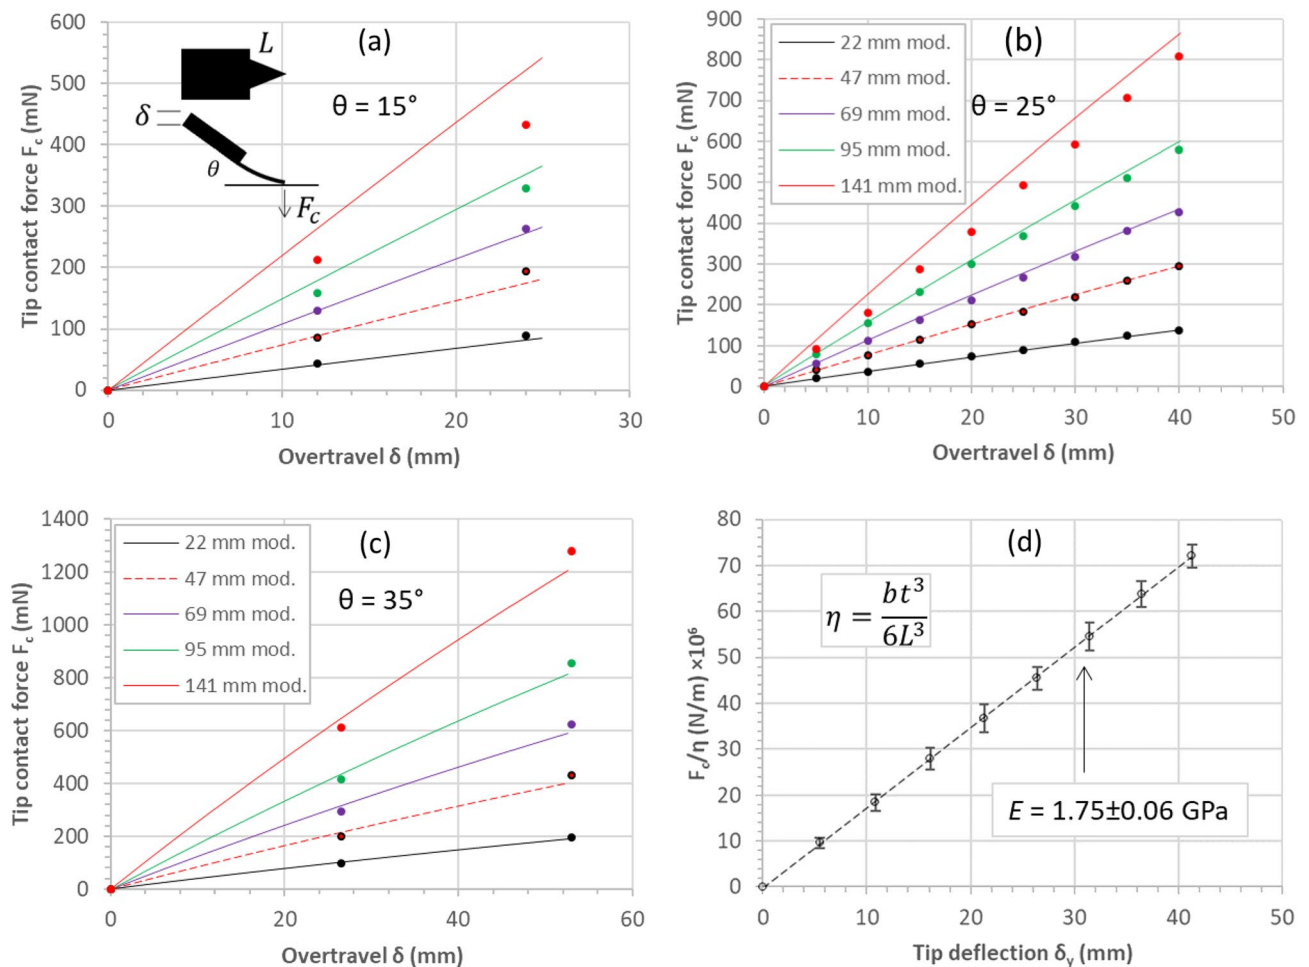 (a)
600
500
400
300
200
100
0
0 10 20 30
Tip contact force F_c (mN)
Overtravel δ (mm)
L
δ
θ
F_c
θ = 15°
(b)
900
800
700
600
500
400
300
200
100
0
0 10 20 30 40 50
Tip contact force F_c (mN)
Overtravel δ (mm)
22 mm mod.
47 mm mod.
69 mm mod.
95 mm mod.
141 mm mod.
θ = 25°
(c)
1400
1200
1000
800
600
400
200
0
0 20 40 60
Tip contact force F_c (mN)
Overtravel δ (mm)
22 mm mod.
47 mm mod.
69 mm mod.
95 mm mod.
141 mm mod.
θ = 35°
(d)
80
70
60
50
40
30
20
10
0
0 10 20 30 40 50
F_c/η (N/m) ×10⁶
Tip deflection δ_y (mm)
η = bt³/6L³
E = 1.75±0.06 GPa